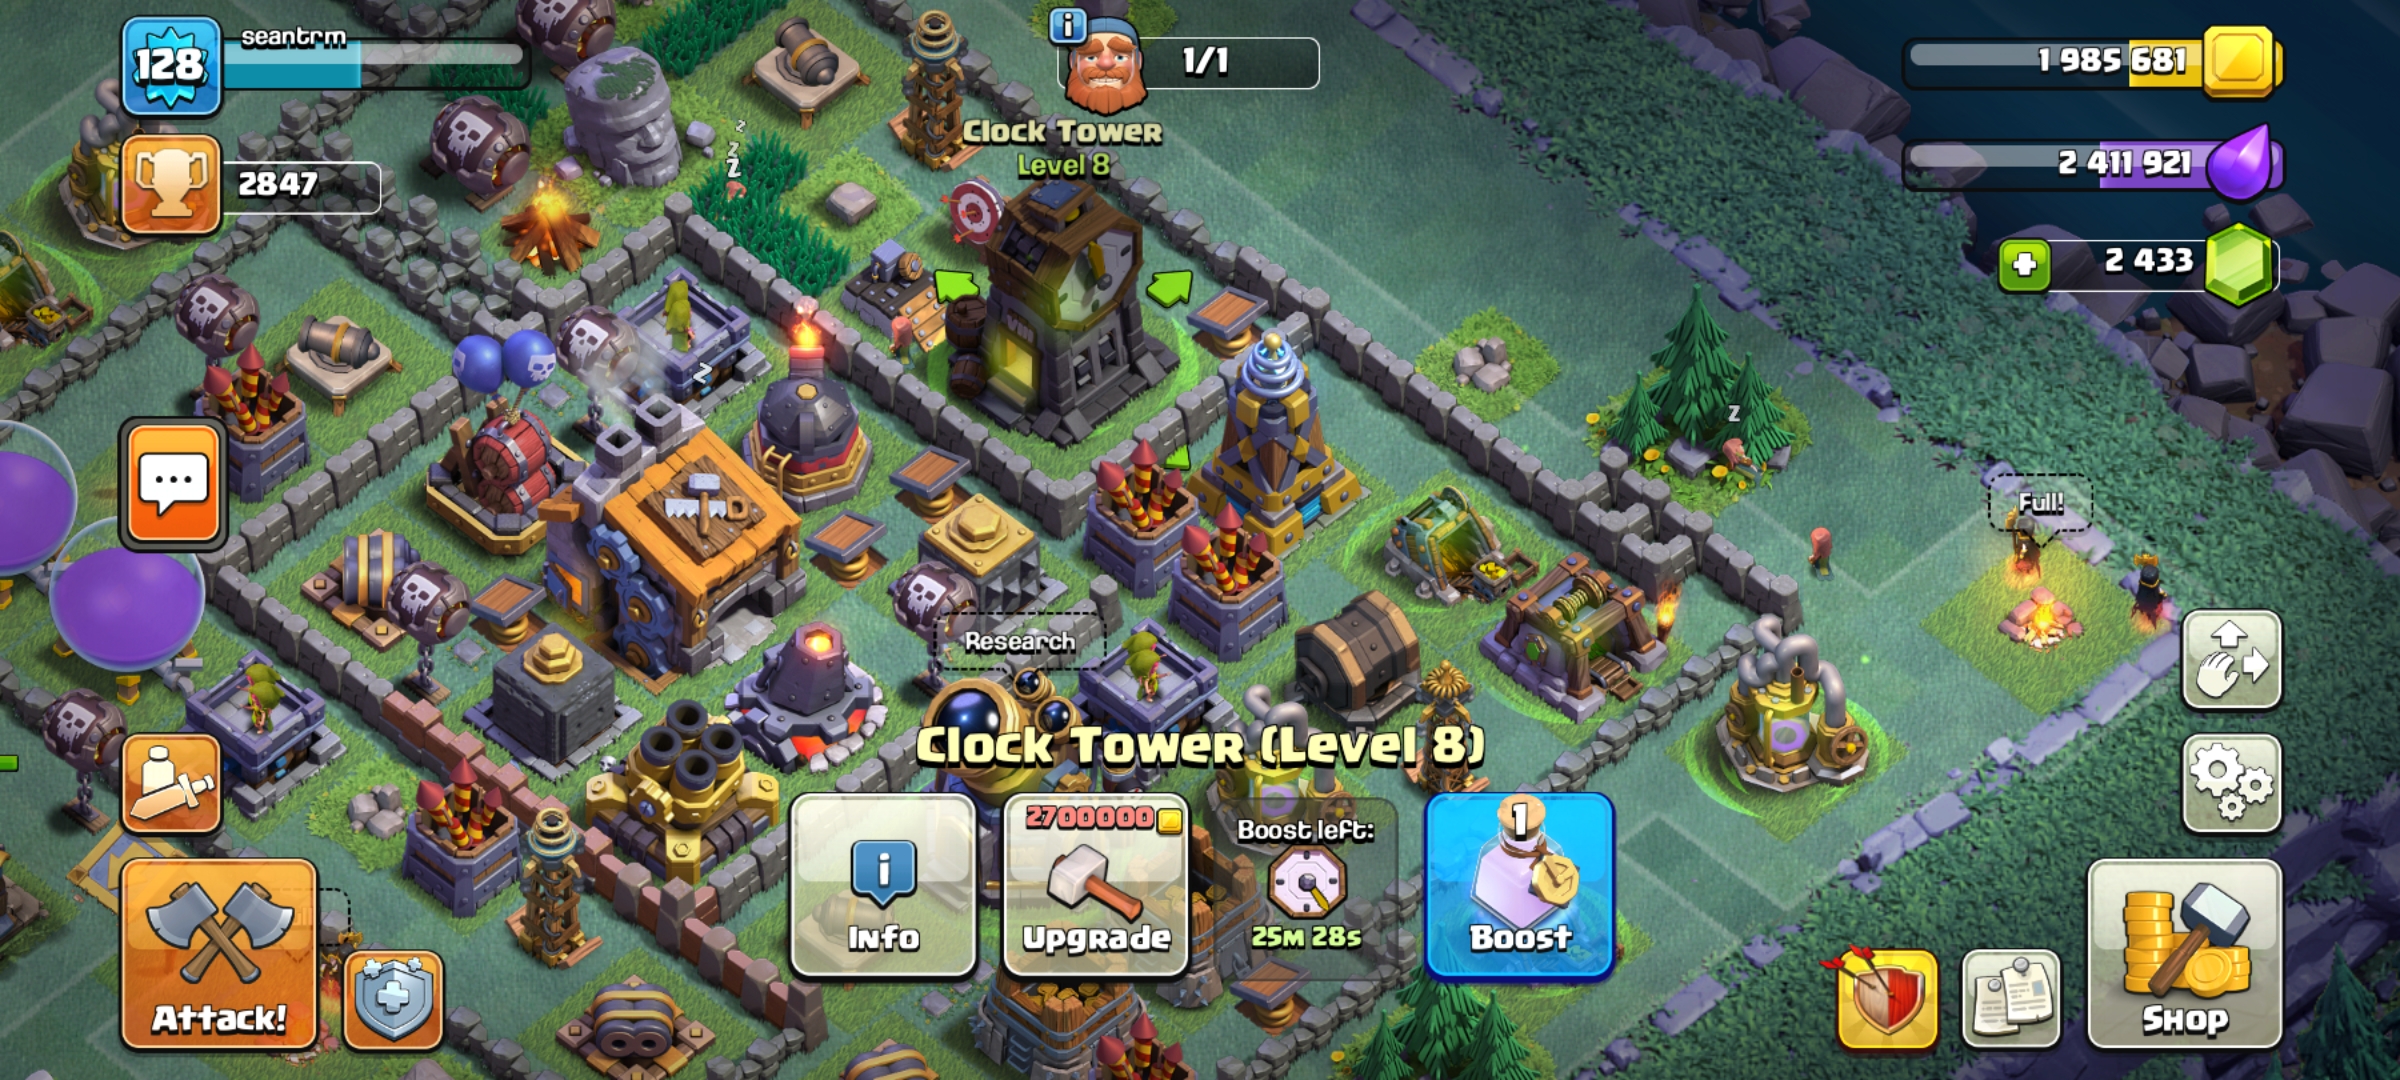 128
seantrm
1/1
1 985 681
Clock Tower
Level 8
2 411 921
2847
2 433
z
z
z
z
z
Full!
Research
Clock Tower (Level 8)
2700000
1
Boost left:
Info
Upgrade
25M 28s
Boost
Attack!
Shop